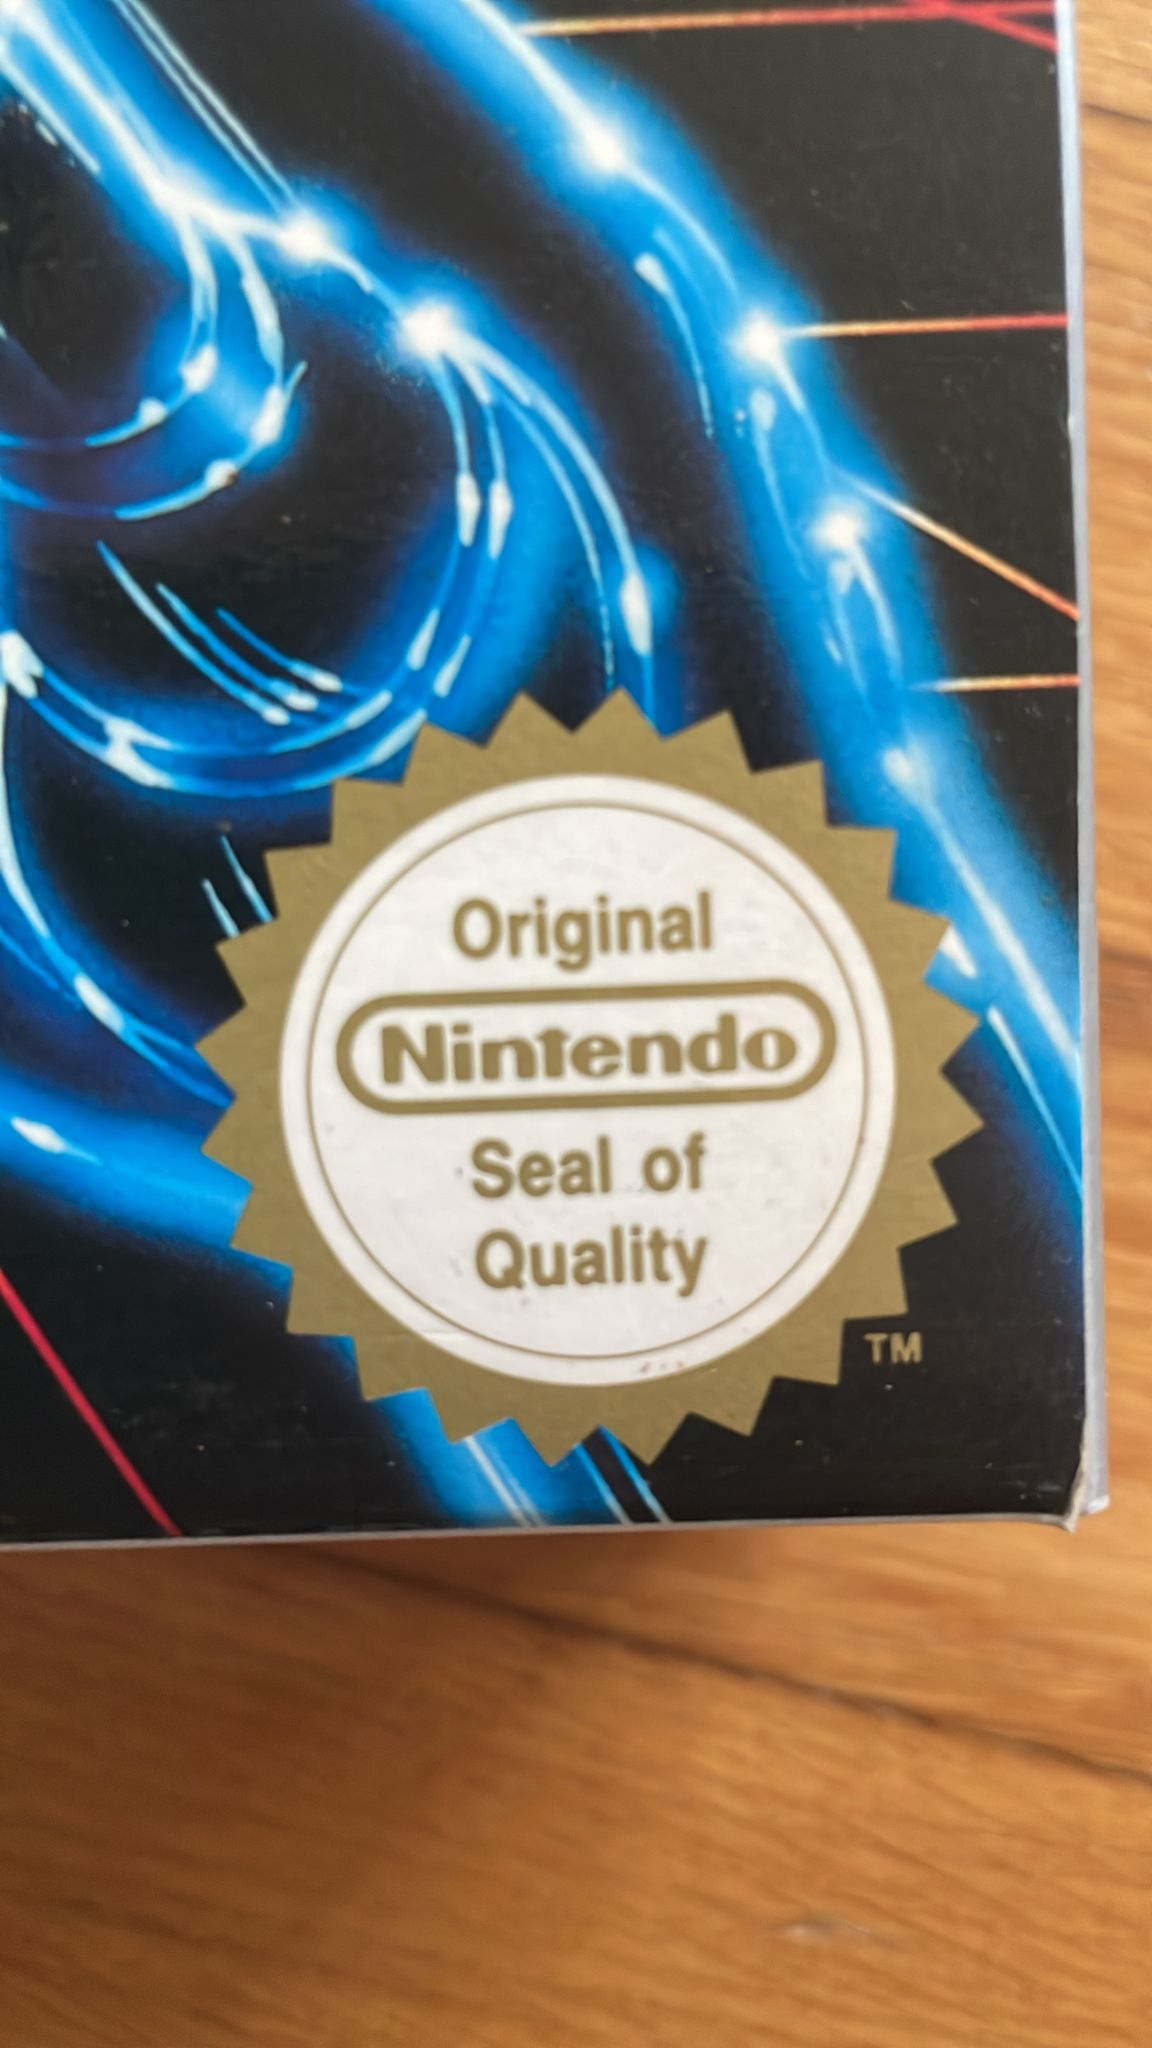 Original
Nintendo
Seal of
Quality
TM